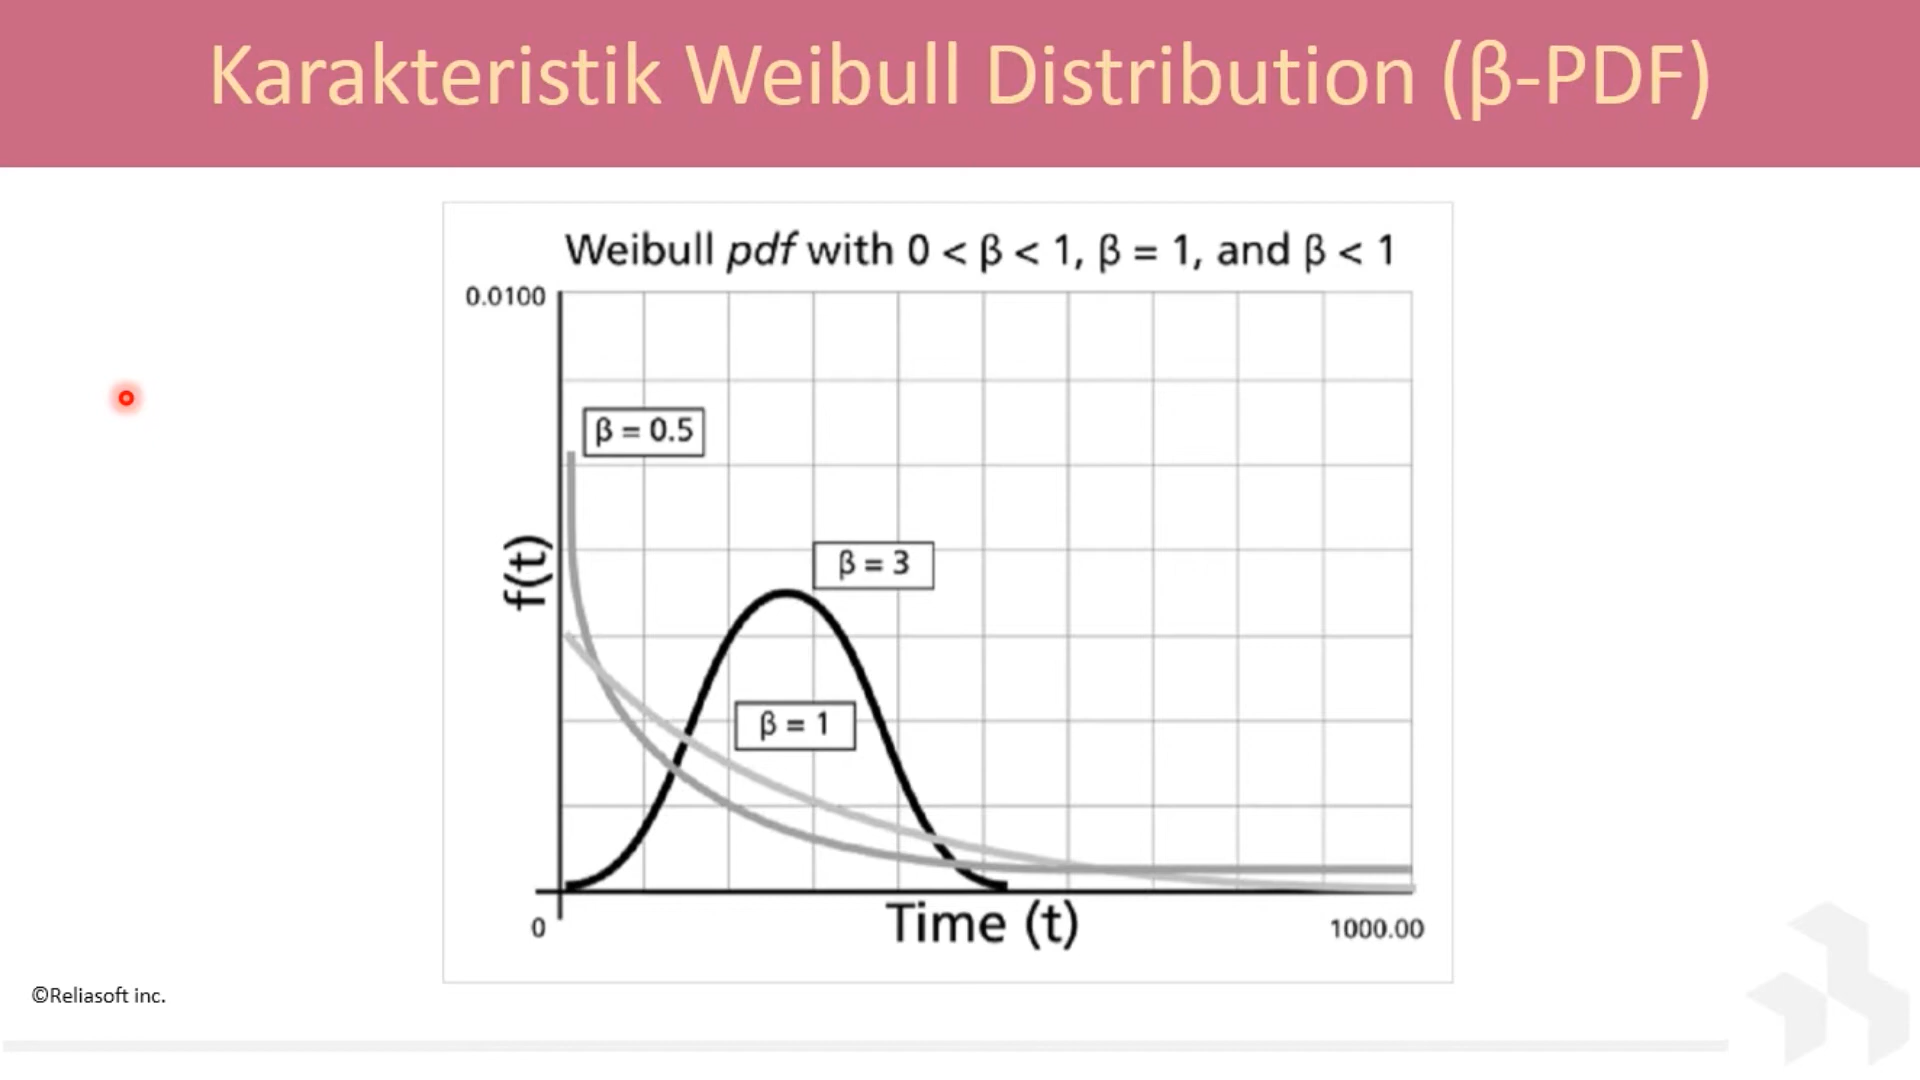 Karakteristik Weibull Distribution (β-PDF)
Weibull pdf with 0 < β < 1, β = 1, and β < 1
0.0100
β = 0.5
β = 3
f(t)
β = 1
0
Time (t)
1000.00
©Reliasoft inc.